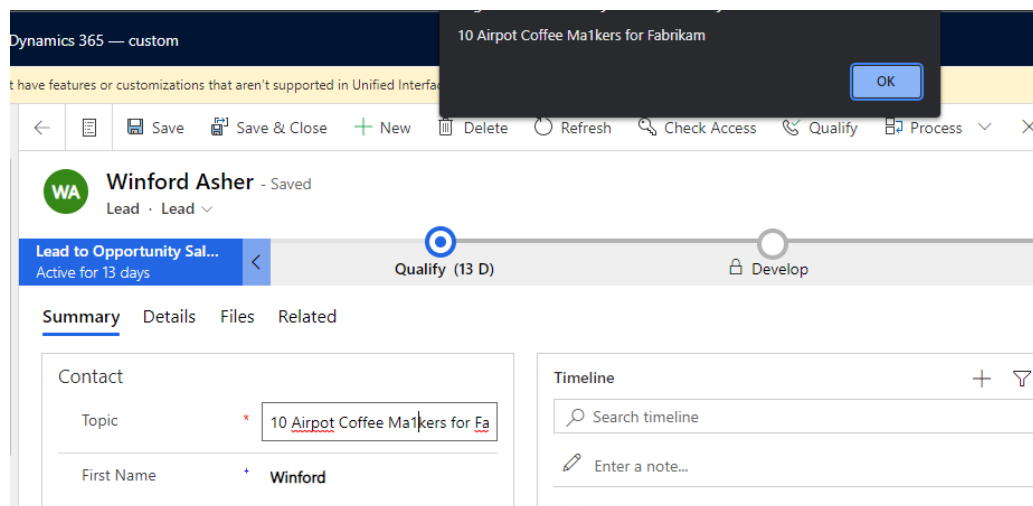 10 Airpot Coffee Ma1kers for Fabrikam
OK
Dynamics 365 — custom
t have features or customizations that aren't supported in Unified Interfac
Save
Save & Close
New
Delete
Refresh
Check Access
Qualify
Process
WA
Winford Asher - Saved
Lead · Lead
Lead to Opportunity Sal...
Active for 13 days
Qualify (13 D)
Develop
Summary Details Files Related
Contact
Topic * 10 Airpot Coffee Ma1kers for Fa
First Name + Winford
Timeline
Search timeline
Enter a note...